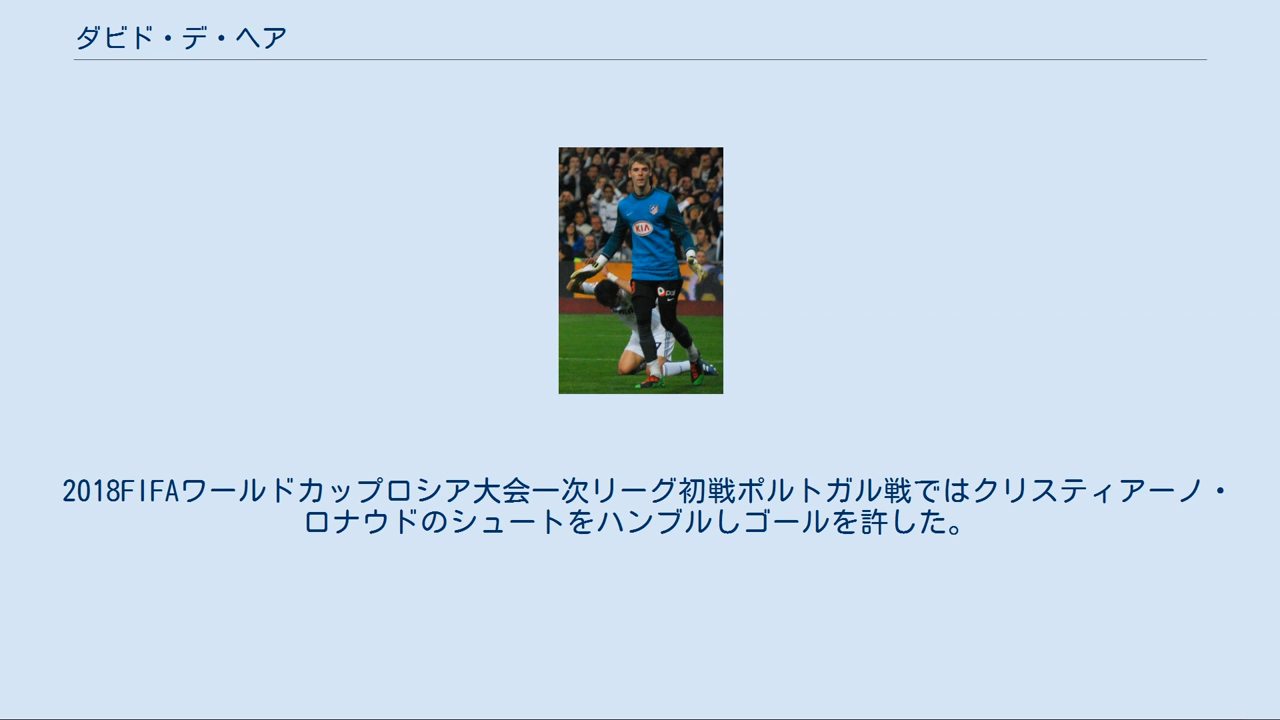 ダビド・デ・ヘア
KIA
2018FIFAワールドカップロシア大会一次リーグ初戦ポルトガル戦ではクリスティアーノ・
ロナウドのシュートをハンブルしゴールを許した。